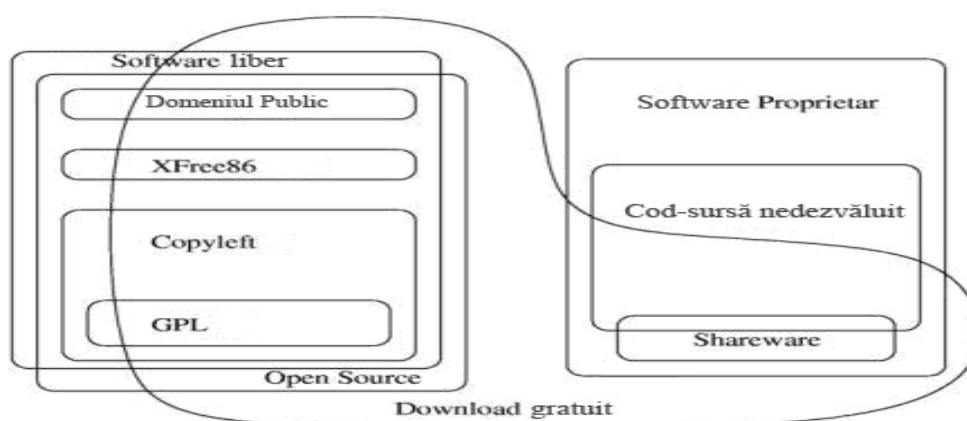 Software liber
Domeniul Public
XFree86
Copyleft
GPL
Open Source
Software Proprietar
Cod-sursă nedezvăluit
Shareware
Download gratuit